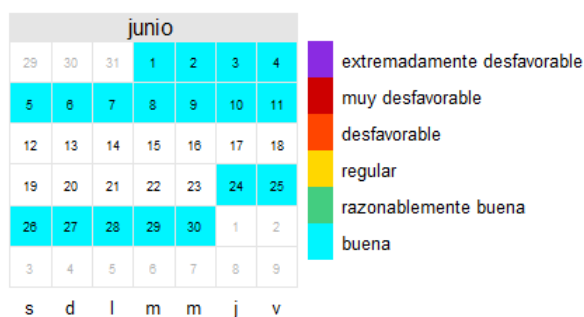 junio
29 30 31 1 2 3 4
5 6 7 8 9 10 11
12 13 14 15 16 17 18
19 20 21 22 23 24 25
26 27 28 29 30 1 2
3 4 5 6 7 8 9
s d l m m j v
extremadamente desfavorable
muy desfavorable
desfavorable
regular
razonablemente buena
buena